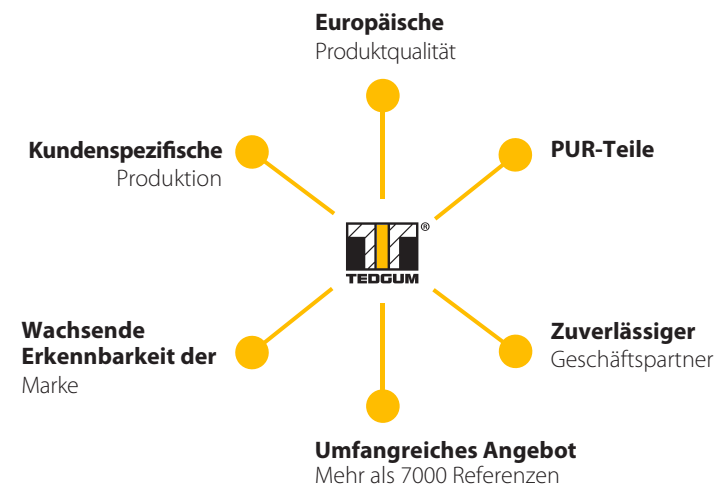 Europäische
Produktqualität
Kundenspezifische
Produktion
PUR-Teile
®
TEDGUM
Wachsende
Erkennbarkeit der
Marke
Zuverlässiger
Geschäftspartner
Umfangreiches Angebot
Mehr als 7000 Referenzen